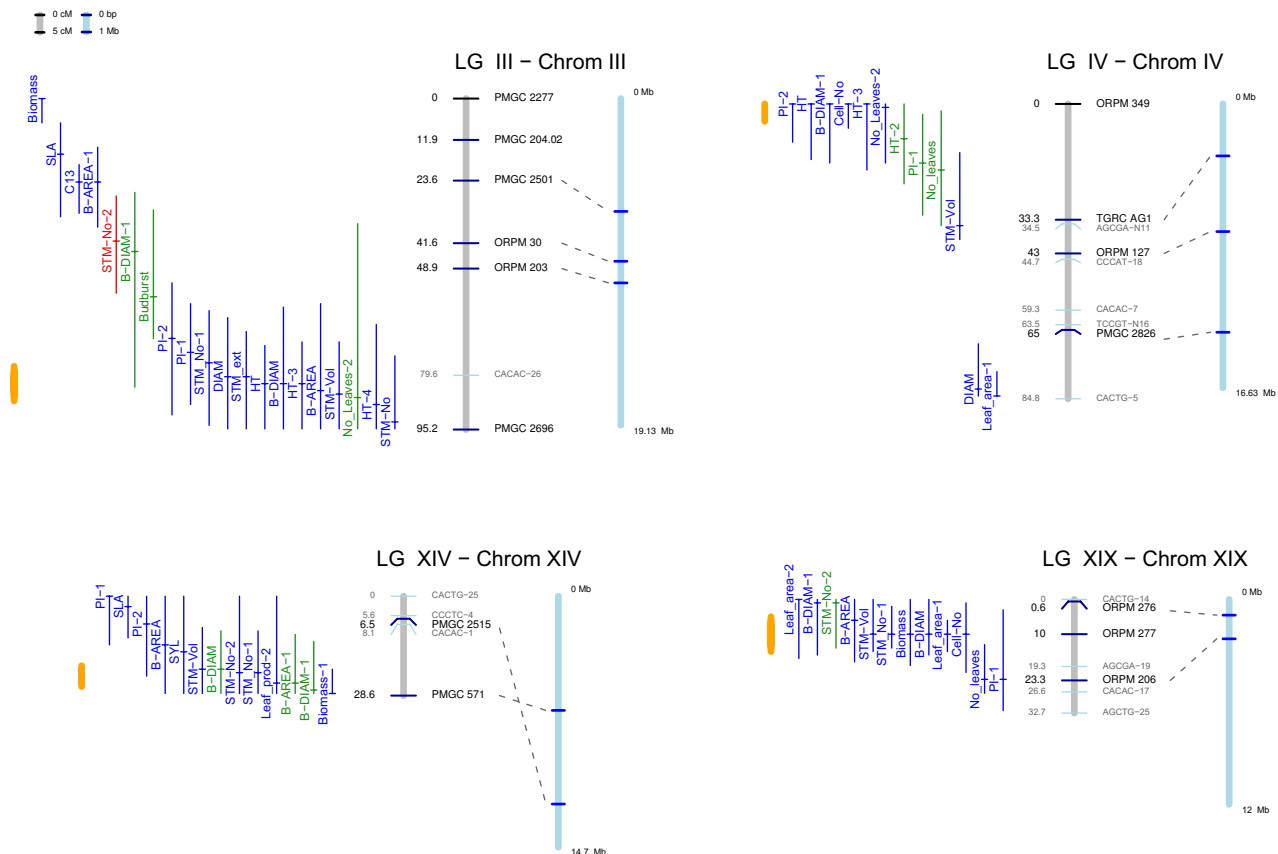 0 cM
5 cM
0 bp
1 Mb
LG III − Chrom III
Biomass
SLA
C13
B−AREA−1
STM−No−2
B−DIAM−1
Budburst
PI−2
PI−1
STM_No−1
DIAM
STM_ext
HT
B−DIAM
HT−3
B−AREA
STM−Vol
No_Leaves−2
HT−4
STM−No
0
11.9
23.6
41.6
48.9
79.6
95.2
PMGC 2277
PMGC 204.02
PMGC 2501
ORPM 30
ORPM 203
CACAC−26
PMGC 2696
0 Mb
19.13 Mb
LG IV − Chrom IV
PI−2
HT
B−DIAM−1
Cell−No
HT−3
No_Leaves−2
HT−2
PI−1
No_leaves
STM−Vol
DIAM
Leaf_area−1
0
33.3
34.5
43
44.7
59.3
63.5
65
84.8
ORPM 349
TGRC AG1
AGCGA−N11
ORPM 127
CCCAT−18
CACAC−7
TCCGT−N16
PMGC 2826
CACTG−5
0 Mb
16.63 Mb
LG XIV − Chrom XIV
PI−1
SLA
PI−2
B−AREA
SYL
STM−Vol
B−DIAM
STM−No−2
STM_No−1
Leaf_prod−2
B−AREA−1
B−DIAM−1
Biomass−1
0
5.6
6.5
8.1
28.6
CACTG−25
CCCTC−4
PMGC 2515
CACAC−1
PMGC 571
0 Mb
14.7 Mb
LG XIX − Chrom XIX
Leaf_area−2
B−DIAM−1
STM−No−2
B−AREA
STM−Vol
STM_No−1
Biomass
B−DIAM
Leaf_area−1
Cell−No
No_leaves
PI−1
0
0.6
10
19.3
23.3
26.6
32.7
CACTG−14
ORPM 276
ORPM 277
AGCGA−19
ORPM 206
CACAC−17
AGCTG−25
0 Mb
12 Mb